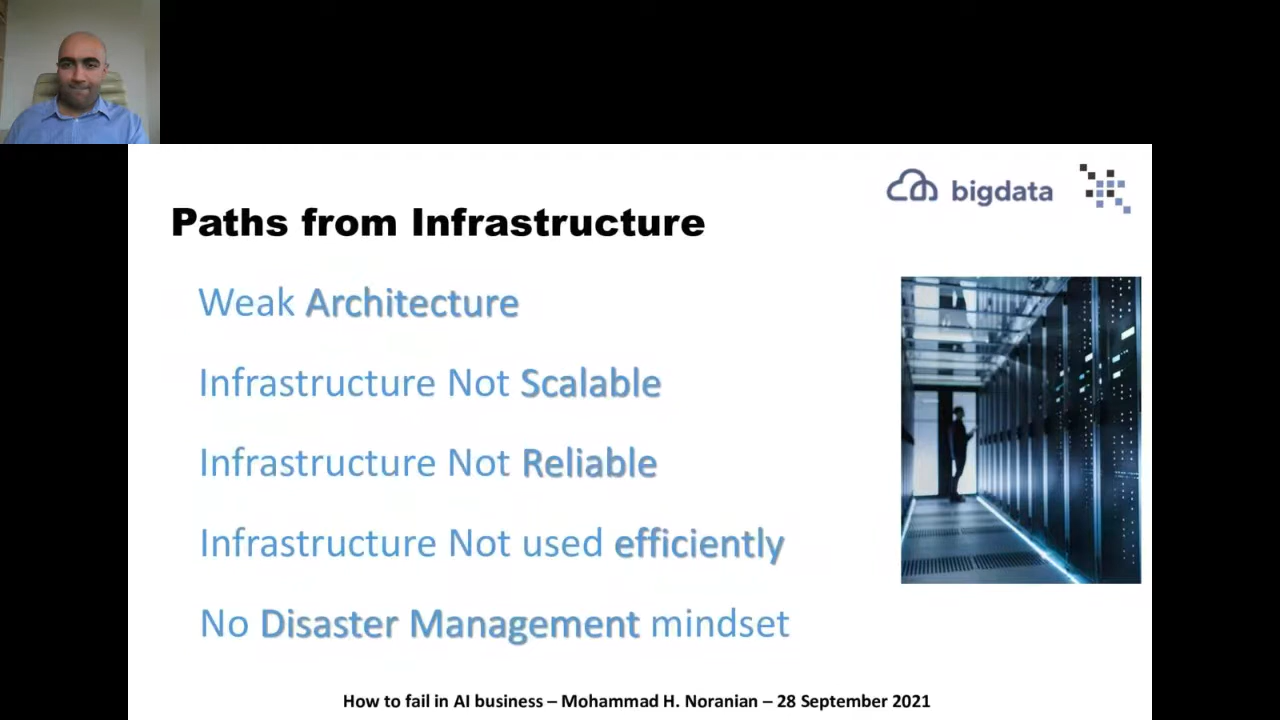 bigdata
Paths from Infrastructure
Weak Architecture
Infrastructure Not Scalable
Infrastructure Not Reliable
Infrastructure Not used efficiently
No Disaster Management mindset
How to fail in AI business – Mohammad H. Noranian – 28 September 2021